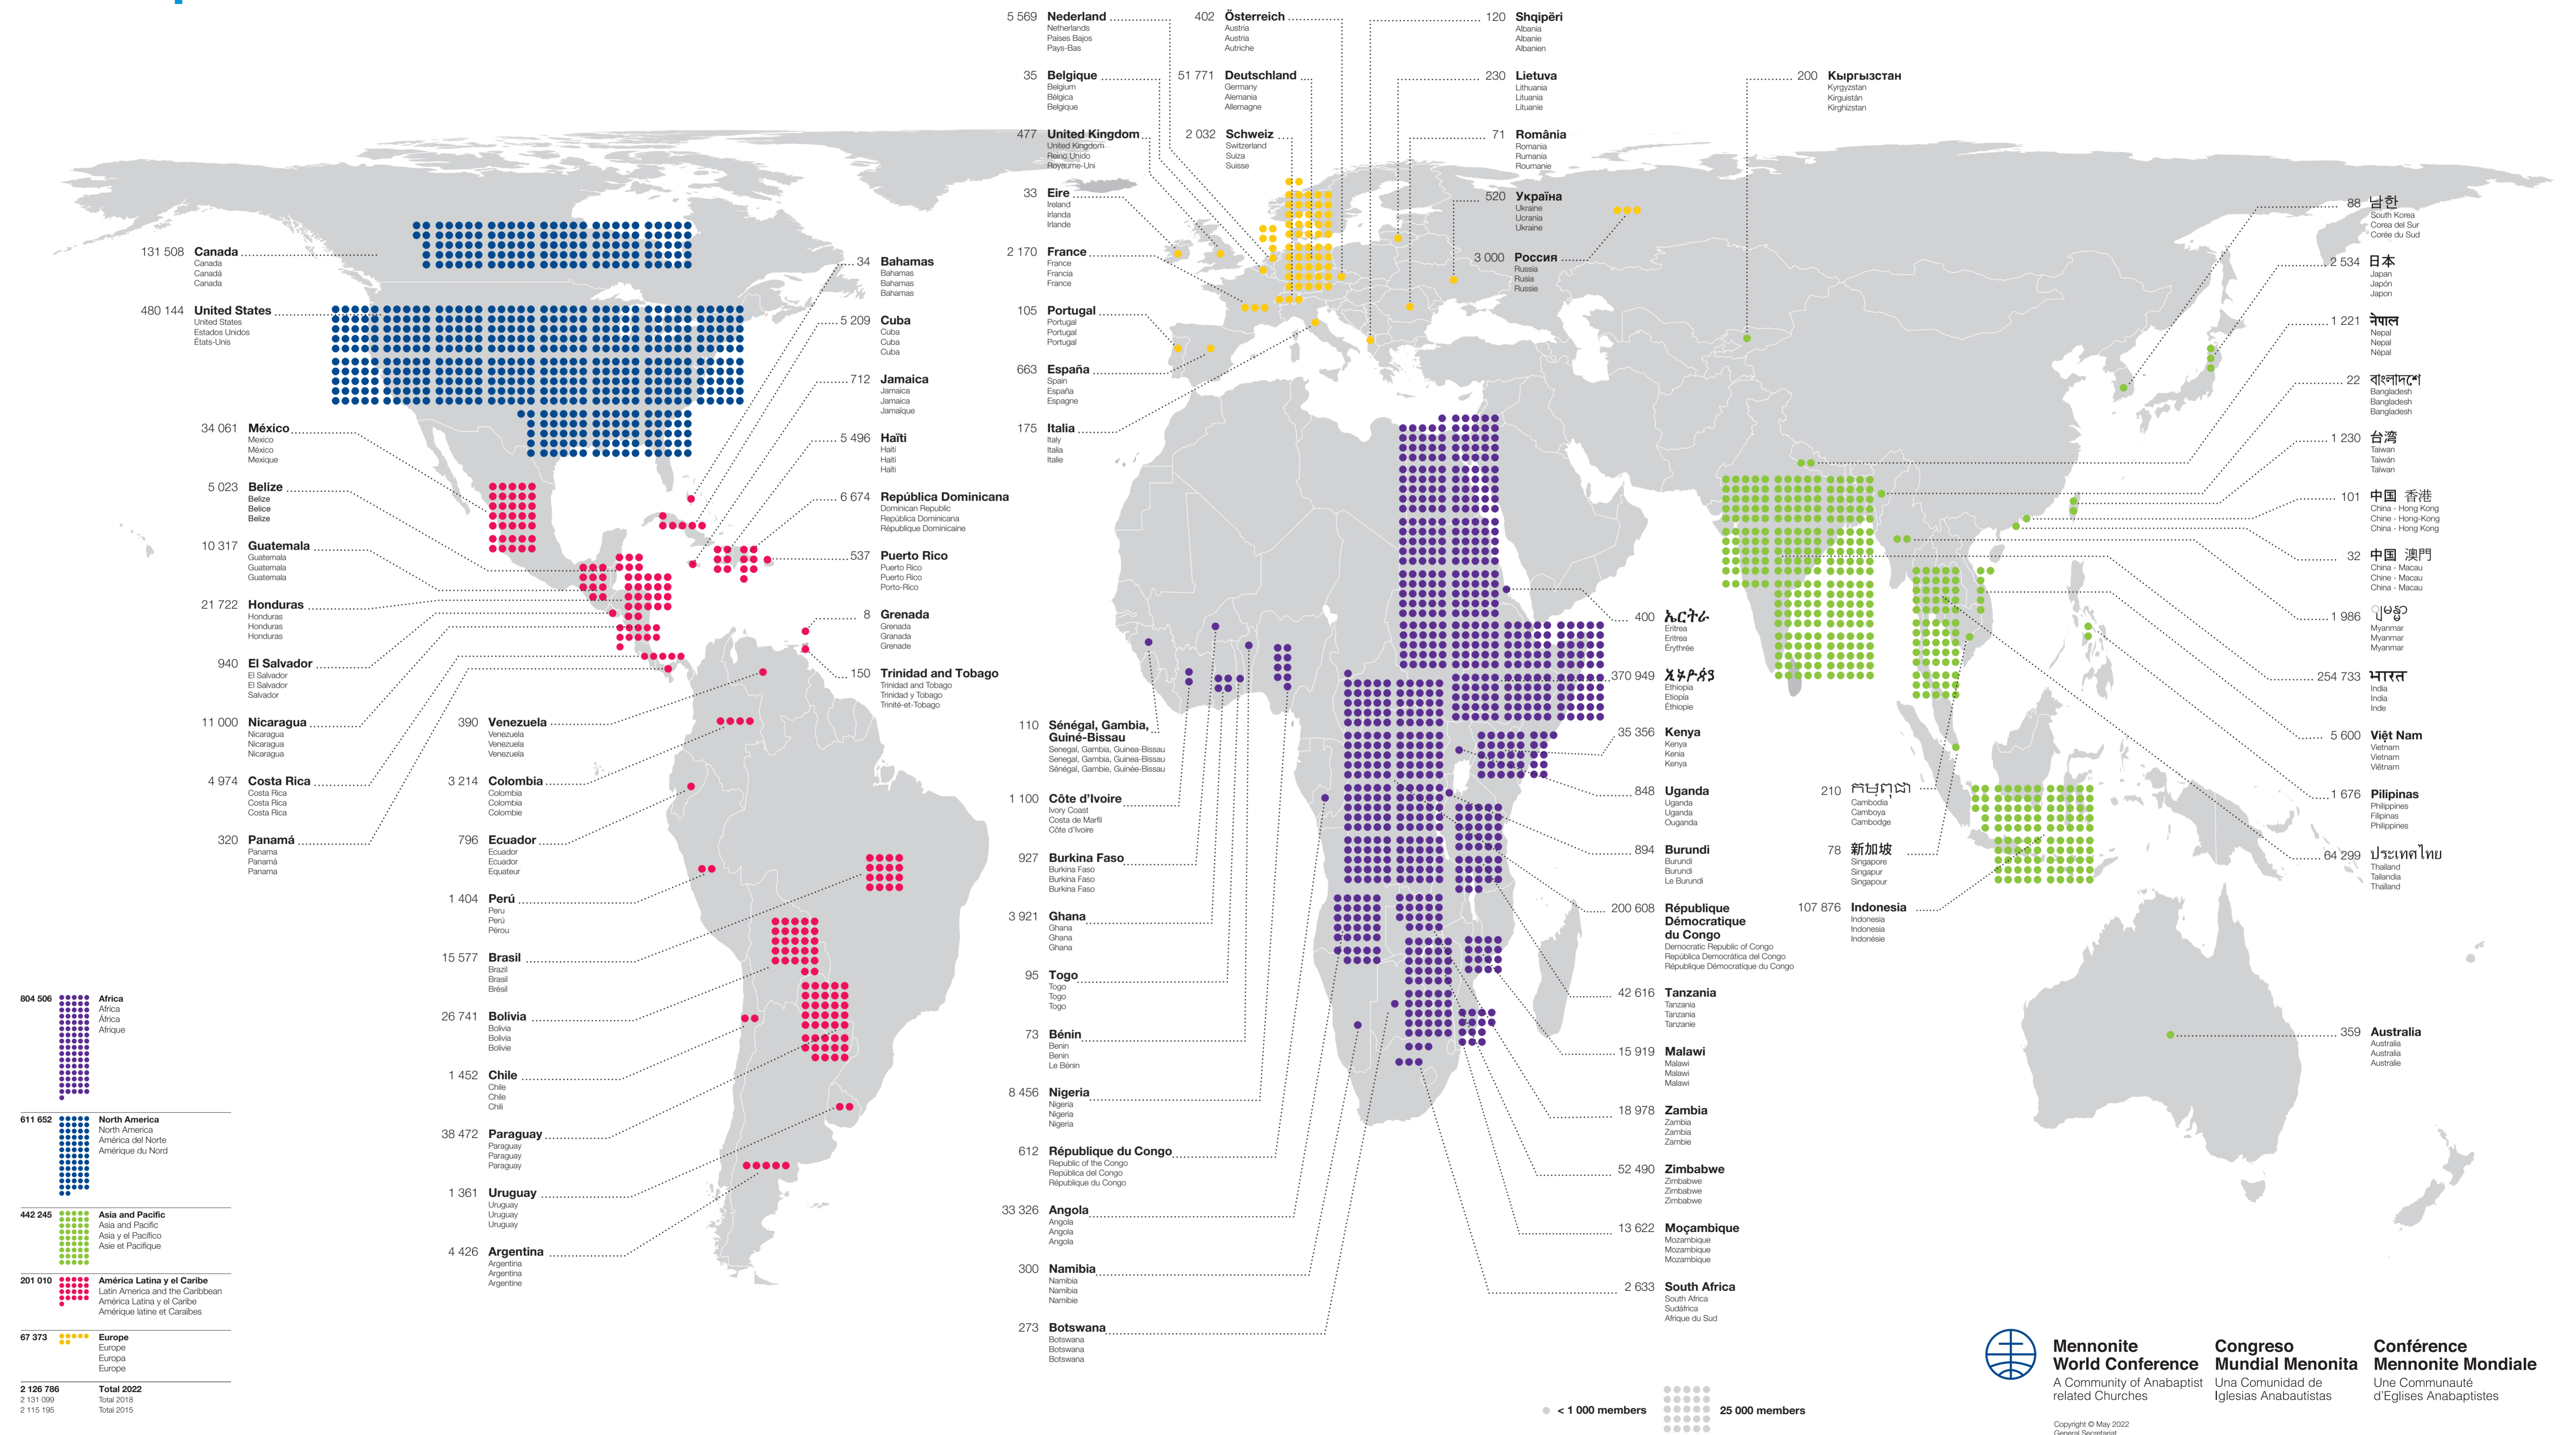 131 508 Canada
Canada
Canadá
Canada
480 144 United States
United States
Estados Unidos
États-Unis
34 061 México
Mexico
México
Mexique
5 023 Belize
Belize
Belice
Belize
10 317 Guatemala
Guatemala
Guatemala
Guatemala
21 722 Honduras
Honduras
Honduras
Honduras
940 El Salvador
El Salvador
El Salvador
Salvador
11 000 Nicaragua
Nicaragua
Nicaragua
Nicaragua
4 974 Costa Rica
Costa Rica
Costa Rica
Costa Rica
320 Panamá
Panama
Panamá
Panama
34 Bahamas
Bahamas
Bahamas
Bahamas
5 209 Cuba
Cuba
Cuba
Cuba
712 Jamaica
Jamaica
Jamaica
Jamaïque
5 496 Haïti
Haiti
Haití
Haïti
6 674 República Dominicana
Dominican Republic
República Dominicana
République Dominicaine
537 Puerto Rico
Puerto Rico
Puerto Rico
Porto-Rico
8 Grenada
Grenada
Granada
Grenade
150 Trinidad and Tobago
Trinidad and Tobago
Trinidad y Tobago
Trinité-et-Tobago
390 Venezuela
Venezuela
Venezuela
Venezuela
3 214 Colombia
Colombia
Colombia
Colombie
796 Ecuador
Ecuador
Ecuador
Equateur
1 404 Perú
Peru
Perú
Pérou
15 577 Brasil
Brazil
Brasil
Brésil
26 741 Bolivia
Bolivia
Bolivia
Bolivie
1 452 Chile
Chile
Chile
Chili
38 472 Paraguay
Paraguay
Paraguay
Paraguay
1 361 Uruguay
Uruguay
Uruguay
Uruguay
4 426 Argentina
Argentina
Argentina
Argentine
5 569 Nederland
Netherlands
Países Bajos
Pays-Bas
35 Belgique
Belgium
Bélgica
Belgique
477 United Kingdom
United Kingdom
Reino Unido
Royaume-Uni
33 Eire
Ireland
Irlanda
Irlande
2 170 France
France
Francia
France
105 Portugal
Portugal
Portugal
Portugal
663 España
Spain
España
Espagne
175 Italia
Italy
Italia
Italie
402 Österreich
Austria
Austria
Autriche
51 771 Deutschland
Germany
Alemania
Allemagne
2 032 Schweiz
Switzerland
Suiza
Suisse
120 Shqipëri
Albania
Albanie
Albanien
230 Lietuva
Lithuania
Lituania
Lituanie
71 România
Romania
Rumania
Roumanie
520 Україна
Ukraine
Ucrania
Ukraine
3 000 Россия
Russia
Rusia
Russie
200 Кыргызстан
Kyrgyzstan
Kirguistán
Kirghizstan
110 Sénégal, Gambia,
Guiné-Bissau
Senegal, Gambia, Guinea-Bissau
Senegal, Gambia, Guinea-Bissau
Sénégal, Gambie, Guinée-Bissau
1 100 Côte d'Ivoire
Ivory Coast
Costa de Marfil
Côte d'Ivoire
927 Burkina Faso
Burkina Faso
Burkina Faso
Burkina Faso
3 921 Ghana
Ghana
Ghana
Ghana
95 Togo
Togo
Togo
Togo
73 Bénin
Benin
Benin
Le Bénin
8 456 Nigeria
Nigeria
Nigeria
Nigeria
612 République du Congo
Republic of the Congo
República del Congo
République du Congo
33 326 Angola
Angola
Angola
Angola
300 Namibia
Namibia
Namibia
Namibie
273 Botswana
Botswana
Botswana
Botswana
400 ኤርትራ
Eritrea
Eritrea
Érythrée
370 949
Ethiopia
Etiopía
Éthiopie
35 356 Kenya
Kenya
Kenia
Kenya
848 Uganda
Uganda
Uganda
Ouganda
894 Burundi
Burundi
Burundi
Le Burundi
200 608 République
Démocratique
du Congo
Democratic Republic of Congo
República Democrática del Congo
République Démocratique du Congo
42 616 Tanzania
Tanzania
Tanzania
Tanzanie
15 919 Malawi
Malawi
Malawi
Malawi
18 978 Zambia
Zambia
Zambia
Zambie
52 490 Zimbabwe
Zimbabwe
Zimbabwe
Zimbabwe
13 622 Moçambique
Mozambique
Mozambique
Mozambique
2 633 South Africa
South Africa
Sudáfrica
Afrique du Sud
88 남한
South Korea
Corea del Sur
Corée du Sud
2 534 日本
Japan
Japón
Japon
1 221 नेपाल
Nepal
Nepal
Népal
22 বাংলাদেশ
Bangladesh
Bangladesh
Bangladesh
1 230 台湾
Taiwan
Taiwán
Taïwan
101 中国 香港
China - Hong Kong
Chine - Hong-Kong
China - Hong Kong
32 中国 澳門
China - Macau
Chine - Macau
China - Macau
1 986
Myanmar
Myanmar
Myanmar
254 733 भारत
India
India
Inde
5 600 Việt Nam
Vietnam
Vietnam
Viêtnam
1 676 Pilipinas
Philippines
Filipinas
Philippines
64 299 ประเทศไทย
Thailand
Tailandia
Thaïland
210 កម្ពុជា
Cambodia
Camboya
Cambodge
78 新加坡
Singapore
Singapur
Singapour
107 876 Indonesia
Indonesia
Indonesia
Indonésie
359 Australia
Australia
Australia
Australie
804 506 Africa
Africa
África
Afrique
611 652 North America
North America
América del Norte
Amérique du Nord
442 245 Asia and Pacific
Asia and Pacific
Asia y el Pacífico
Asie et Pacifique
201 010 América Latina y el Caribe
Latin America and the Caribbean
América Latina y el Caribe
Amérique latine et Caraïbes
67 373 Europe
Europe
Europa
Europe
2 126 786 Total 2022
2 131 099 Total 2018
2 115 195 Total 2015
< 1 000 members
25 000 members
Mennonite
World Conference
A Community of Anabaptist
related Churches
Congreso
Mundial Menonita
Una Comunidad de
Iglesias Anabautistas
Conférence
Mennonite Mondiale
Une Communauté
d'Eglises Anabaptistes
Copyright © May 2022
General Secretariat